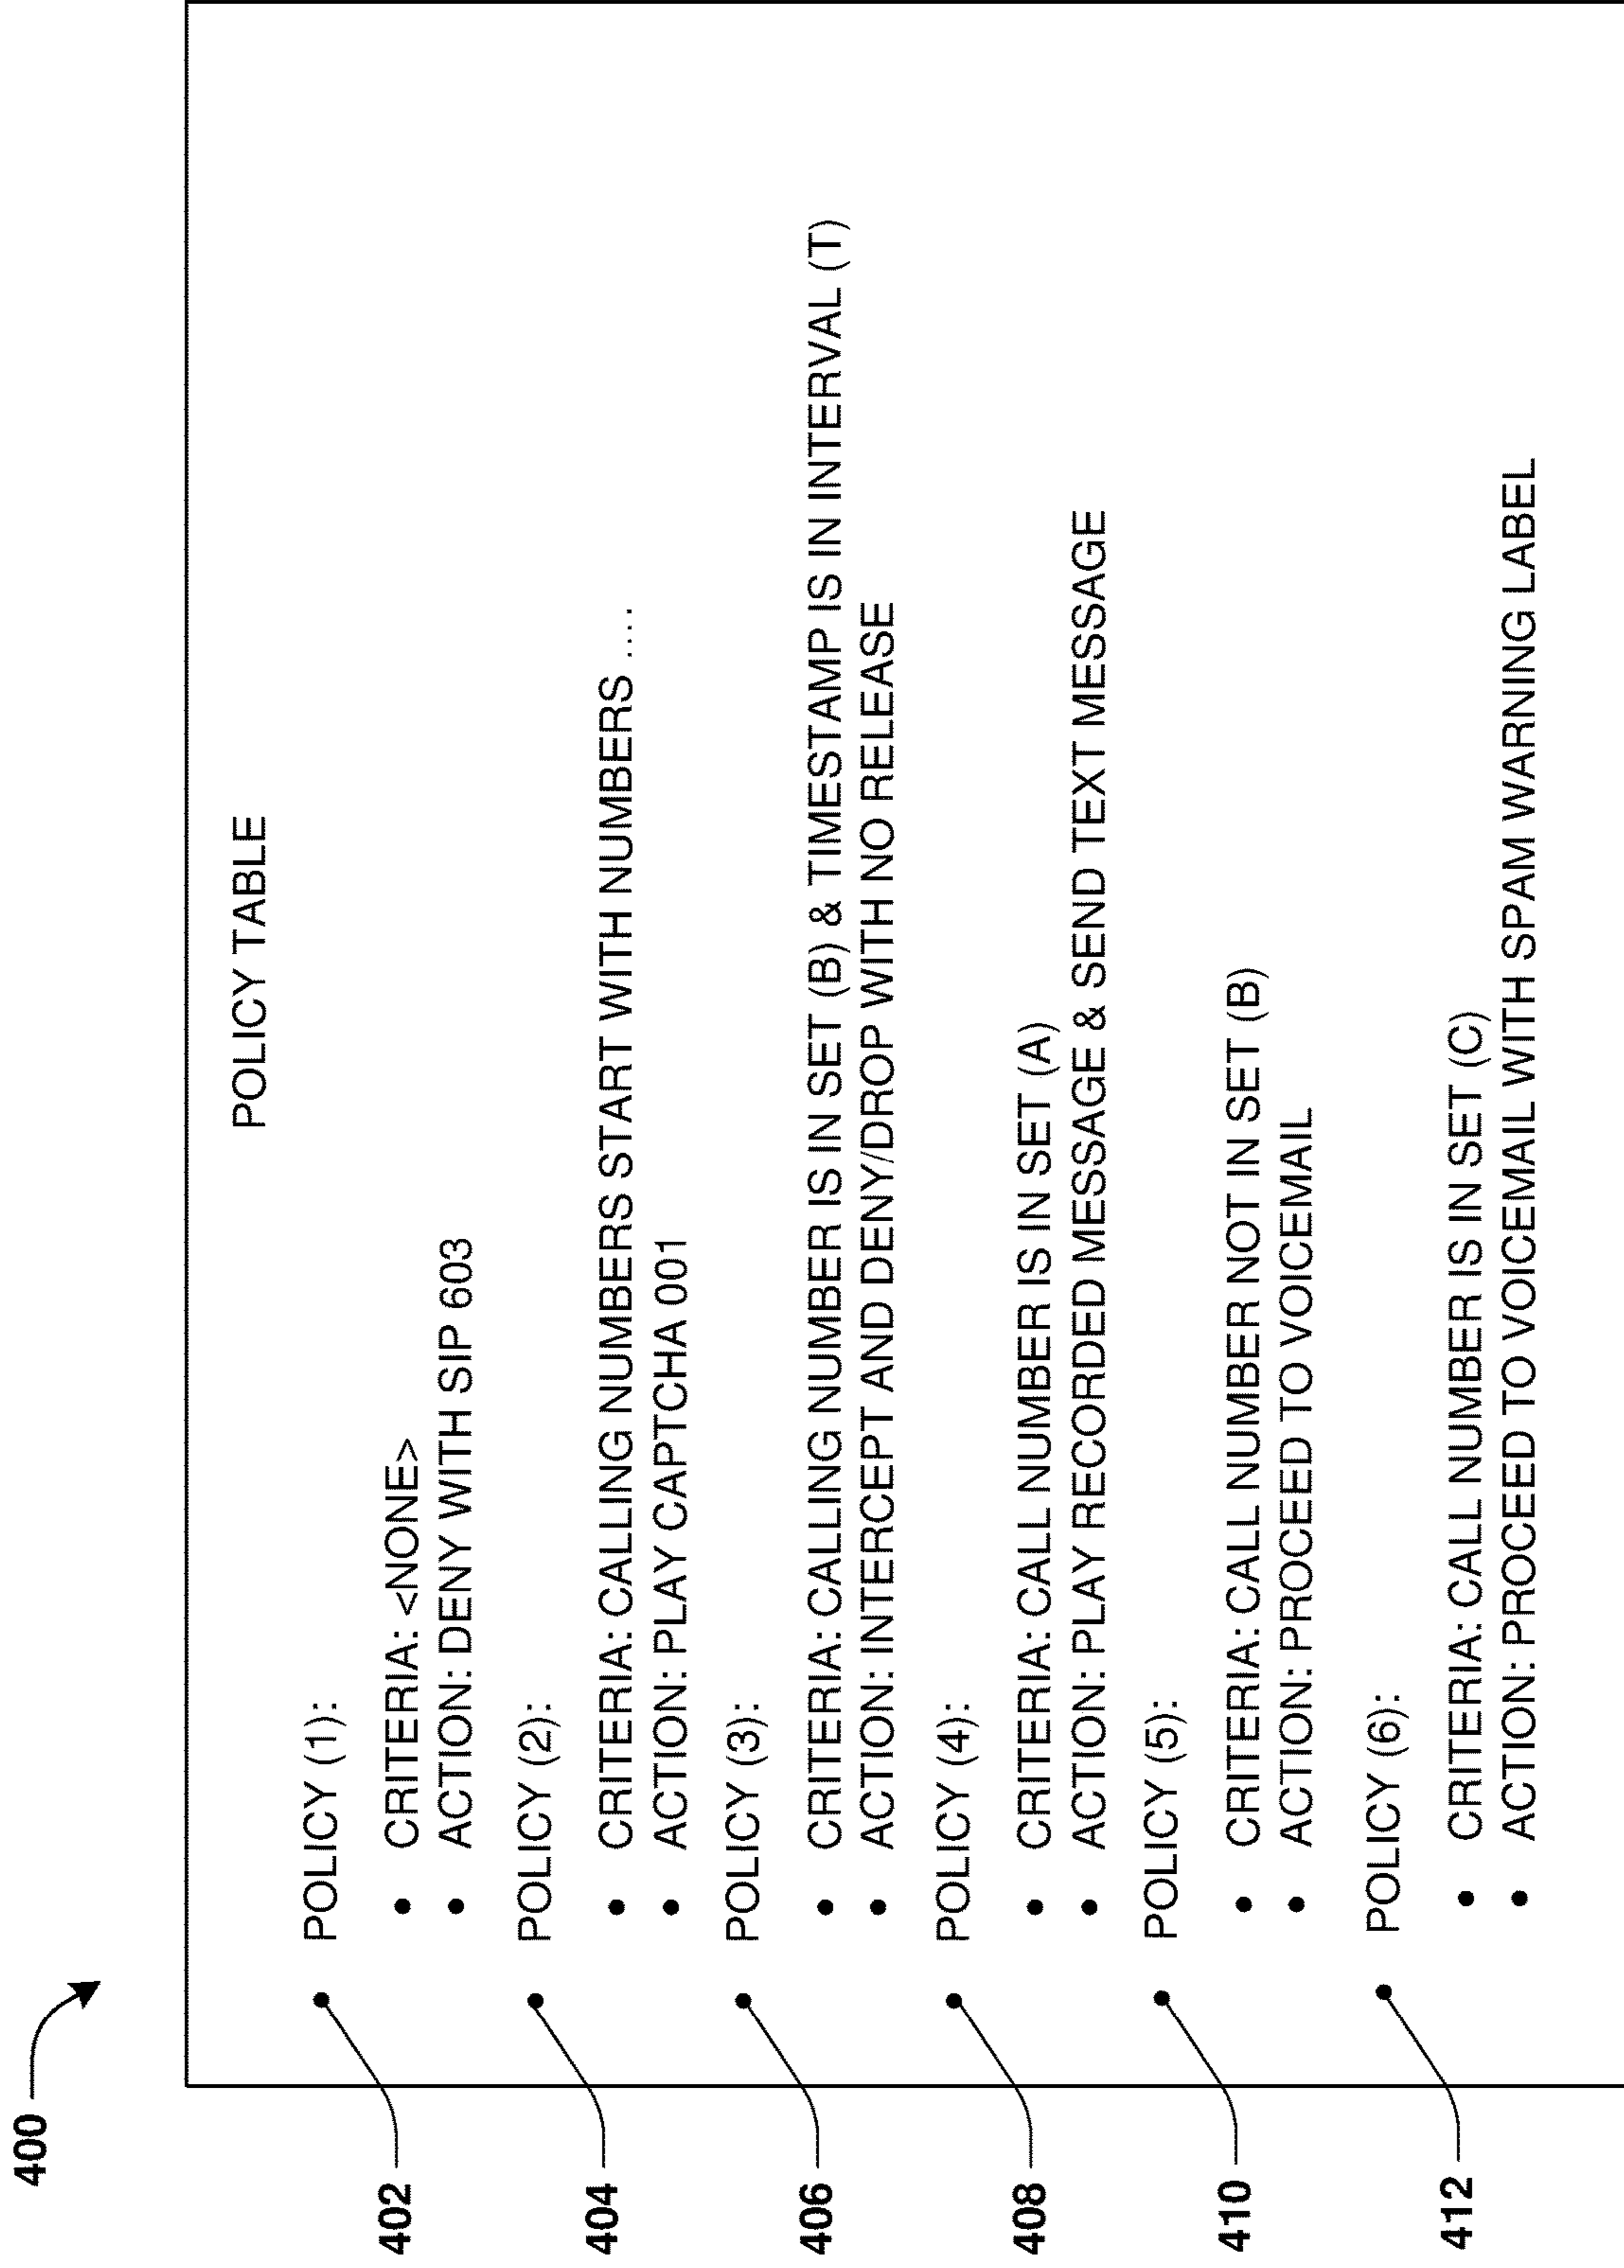 400
POLICY TABLE
402
POLICY (1):
• CRITERIA: <NONE>
• ACTION: DENY WITH SIP 603
404
POLICY (2):
• CRITERIA: CALLING NUMBERS START WITH NUMBERS ....
• ACTION: PLAY CAPTCHA 001
406
POLICY (3):
• CRITERIA: CALLING NUMBER IS IN SET (B) & TIMESTAMP IS IN INTERVAL (T)
• ACTION: INTERCEPT AND DENY/DROP WITH NO RELEASE
408
POLICY (4):
• CRITERIA: CALL NUMBER IS IN SET (A)
• ACTION: PLAY RECORDED MESSAGE & SEND TEXT MESSAGE
410
POLICY (5):
• CRITERIA: CALL NUMBER NOT IN SET (B)
• ACTION: PROCEED TO VOICEMAIL
412
POLICY (6):
• CRITERIA: CALL NUMBER IS IN SET (C)
• ACTION: PROCEED TO VOICEMAIL WITH SPAM WARNING LABEL